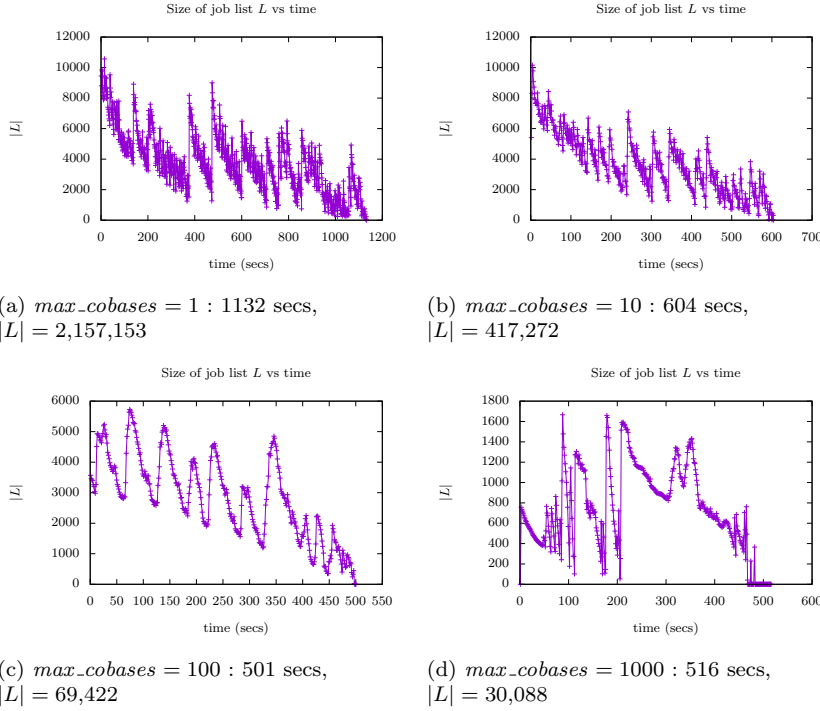 Size of job list L vs time
12000
10000
8000
6000
4000
2000
0
|L|
0 200 400 600 800 1000 1200
time (secs)
(a) max_cobases = 1 : 1132 secs,
|L| = 2,157,153
Size of job list L vs time
12000
10000
8000
6000
4000
2000
0
|L|
0 100 200 300 400 500 600 700
time (secs)
(b) max_cobases = 10 : 604 secs,
|L| = 417,272
Size of job list L vs time
6000
5000
4000
3000
2000
1000
0
|L|
0 50 100 150 200 250 300 350 400 450 500 550
time (secs)
(c) max_cobases = 100 : 501 secs,
|L| = 69,422
Size of job list L vs time
1800
1600
1400
1200
1000
800
600
400
200
0
|L|
0 100 200 300 400 500 600
time (secs)
(d) max_cobases = 1000 : 516 secs,
|L| = 30,088